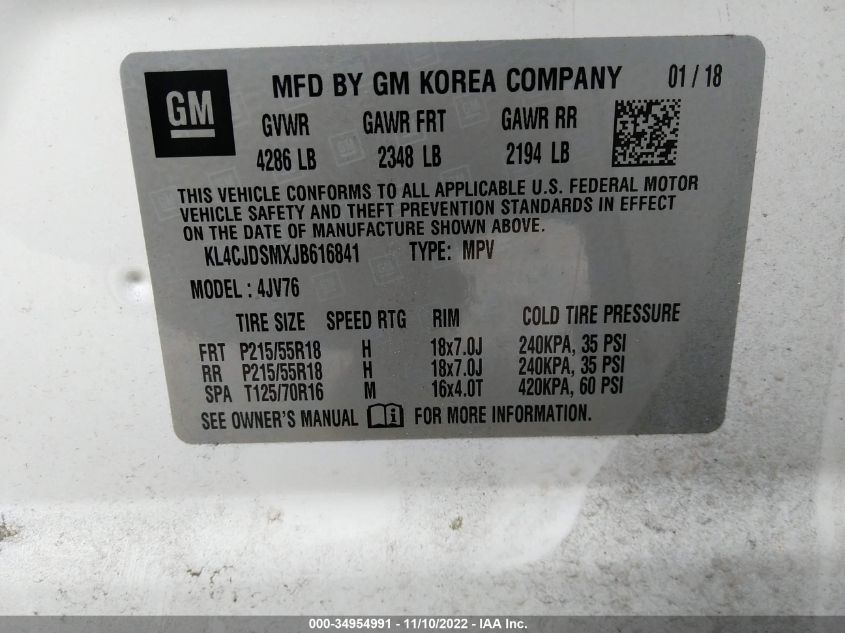 GM
MFD BY GM KOREA COMPANY 01 / 18
GVWR GAWR FRT GAWR RR
4286 LB 2348 LB 2194 LB
THIS VEHICLE CONFORMS TO ALL APPLICABLE U.S. FEDERAL MOTOR
VEHICLE SAFETY AND THEFT PREVENTION STANDARDS IN EFFECT
ON THE DATE OF MANUFACTURE SHOWN ABOVE.
KL4CJDSMXJB616841 TYPE: MPV
MODEL : 4JV76
TIRE SIZE SPEED RTG RIM COLD TIRE PRESSURE
FRT P215/55R18 H 18x7.0J 240KPA, 35 PSI
RR P215/55R18 H 18x7.0J 240KPA, 35 PSI
SPA T125/70R16 M 16x4.0T 420KPA, 60 PSI
SEE OWNER'S MANUAL FOR MORE INFORMATION.
000-34954991 - 11/10/2022 - IAA Inc.